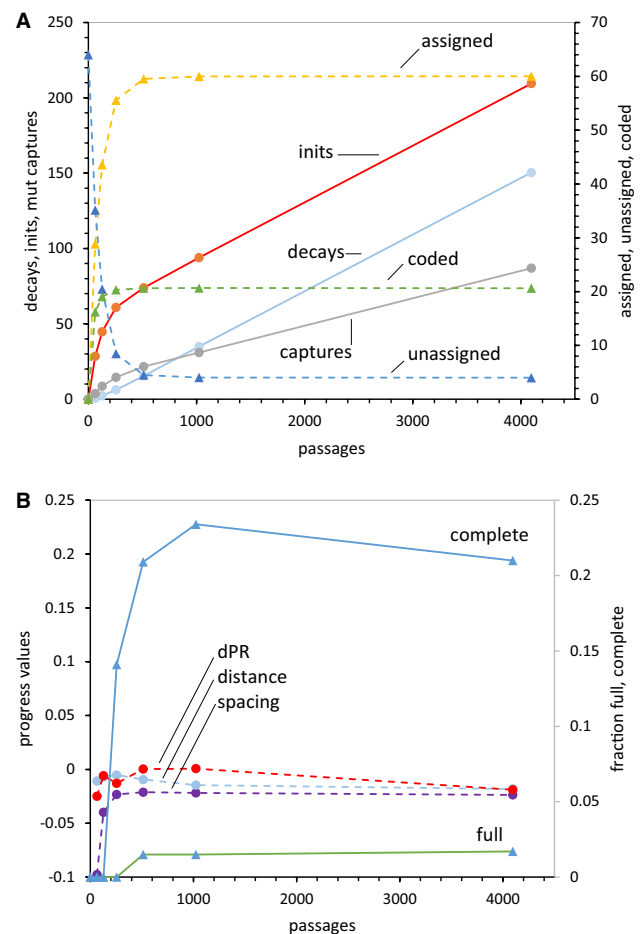 A
250
200
150
100
50
0
decays, inits, mut captures
70
60
50
40
30
20
10
0
assigned, unassigned, coded
assigned
inits
decays
coded
captures
unassigned
0
1000
2000
3000
4000
passages
B
0.25
0.2
0.15
0.1
0.05
0
-0.05
-0.1
progress values
0.25
0.2
0.15
0.1
0.05
0
fraction full, complete
complete
dPR
distance
spacing
full
0
1000
2000
3000
4000
passages